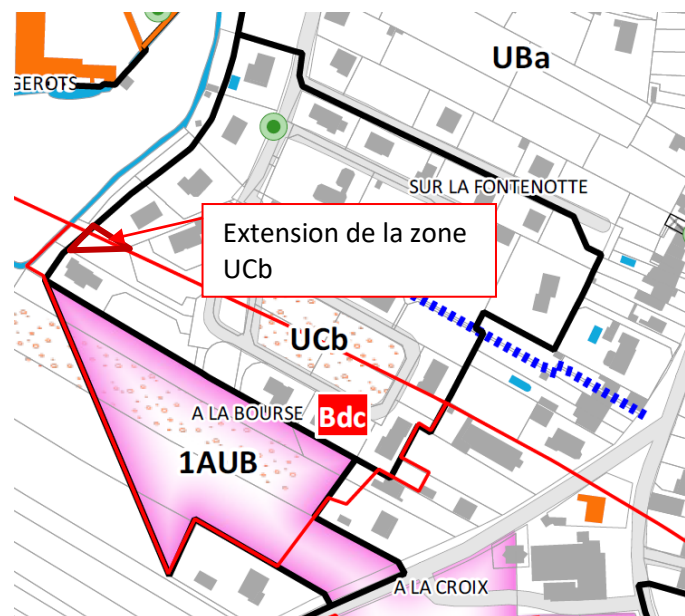 UBa
GEROTS
SUR LA FONTENOTTE
Extension de la zone
UCb
UCb
A LA BOURSE
Bdc
1AUB
A LA CROIX